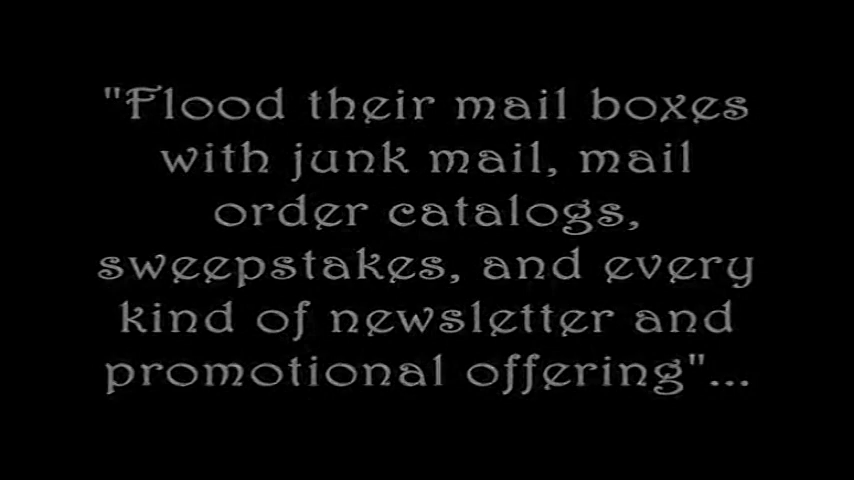 "Flood their mail boxes
with junk mail, mail
order catalogs,
sweepstakes, and every
kind of newsletter and
promotional offering"...